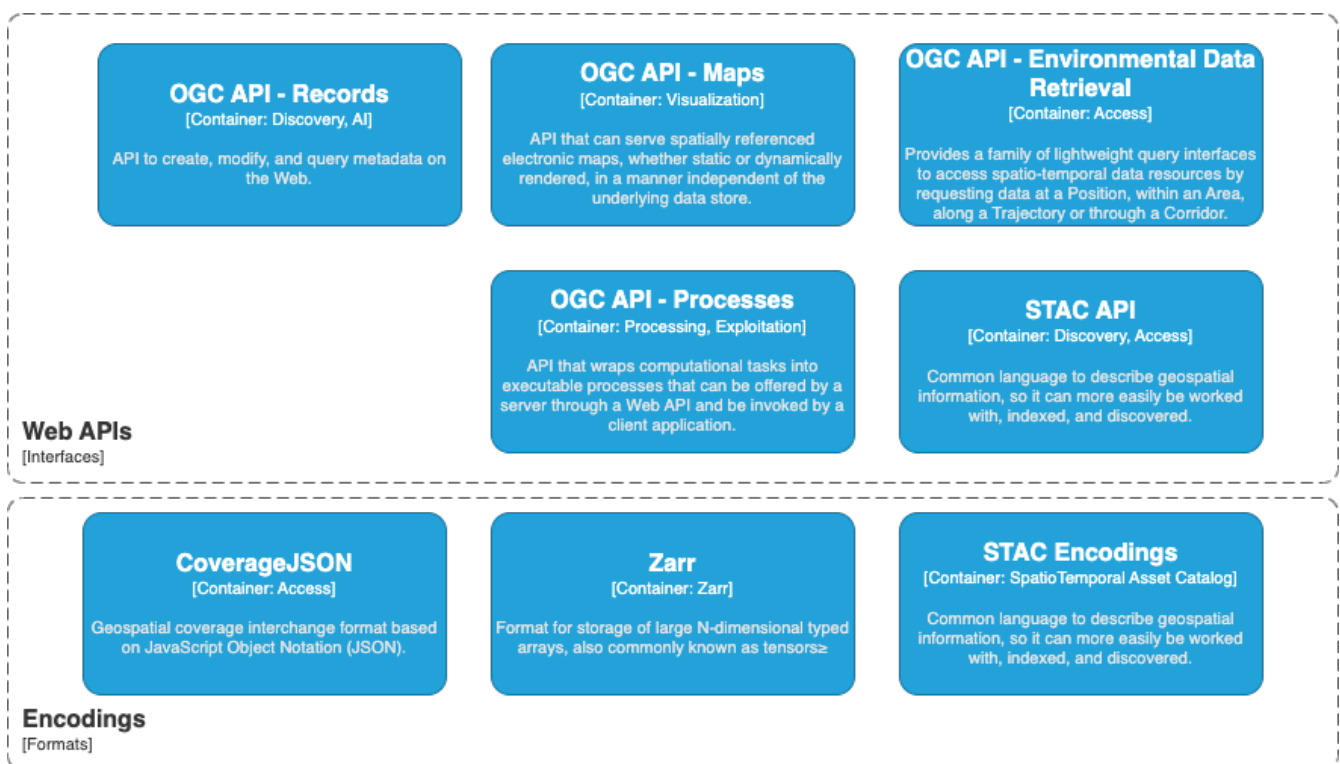 OGC API - Records
[Container: Discovery, AI]
API to create, modify, and query metadata on
the Web.
OGC API - Maps
[Container: Visualization]
API that can serve spatially referenced
electronic maps, whether static or dynamically
rendered, in a manner independent of the
underlying data store.
OGC API - Environmental Data
Retrieval
[Container: Access]
Provides a family of lightweight query interfaces
to access spatio-temporal data resources by
requesting data at a Position, within an Area,
along a Trajectory or through a Corridor.
OGC API - Processes
[Container: Processing, Exploitation]
API that wraps computational tasks into
executable processes that can be offered by a
server through a Web API and be invoked by a
client application.
STAC API
[Container: Discovery, Access]
Common language to describe geospatial
information, so it can more easily be worked
with, indexed, and discovered.
Web APIs
[Interfaces]
CoverageJSON
[Container: Access]
Geospatial coverage interchange format based
on JavaScript Object Notation (JSON).
Zarr
[Container: Zarr]
Format for storage of large N-dimensional typed
arrays, also commonly known as tensors≥
STAC Encodings
[Container: SpatioTemporal Asset Catalog]
Common language to describe geospatial
information, so it can more easily be worked
with, indexed, and discovered.
Encodings
[Formats]